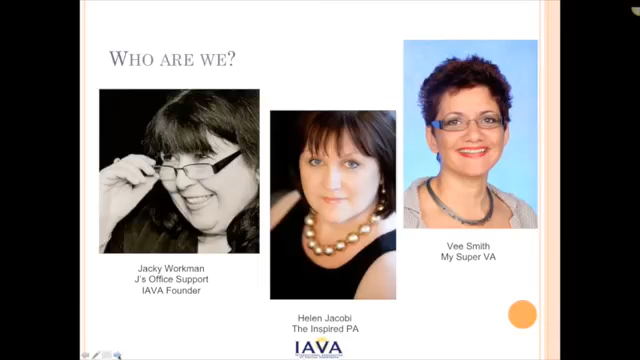 WHO ARE WE?
Jacky Workman
J's Office Support
IAVA Founder
Helen Jacobi
The Inspired PA
Vee Smith
My Super VA
IAVA